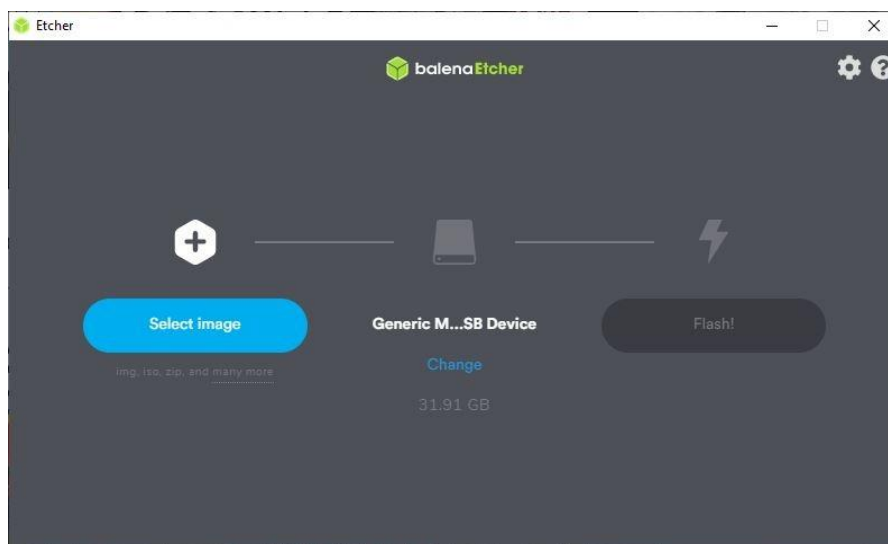 Etcher
balenaEtcher
Select image
img, iso, zip, and many more
Generic M...SB Device
Change
31.91 GB
Flash!